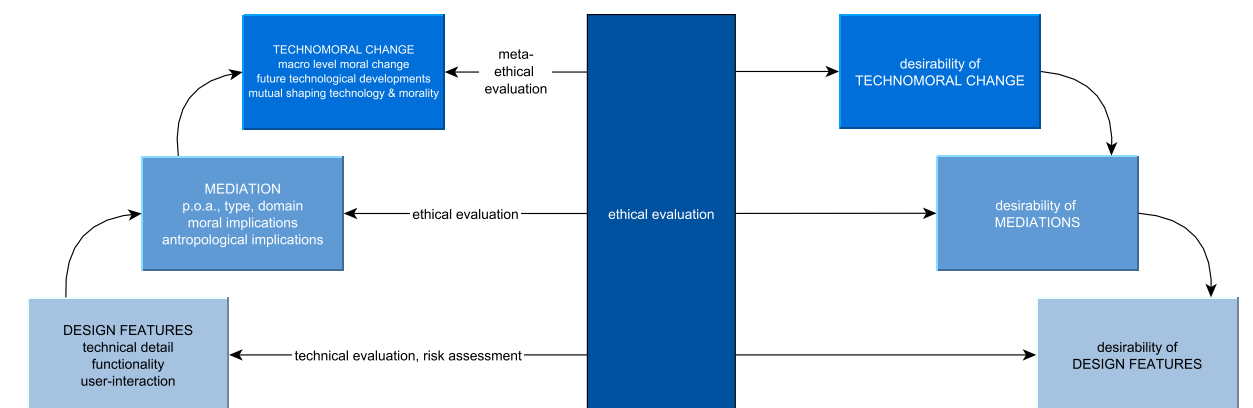 TECHNOMORAL CHANGE
macro level moral change
future technological developments
mutual shaping technology & morality
meta-
ethical
evaluation
desirability of
TECHNOMORAL CHANGE
MEDIATION
p.o.a., type, domain
moral implications
antropological implications
ethical evaluation
ethical evaluation
desirability of
MEDIATIONS
DESIGN FEATURES
technical detail
functionality
user-interaction
technical evaluation, risk assessment
desirability of
DESIGN FEATURES